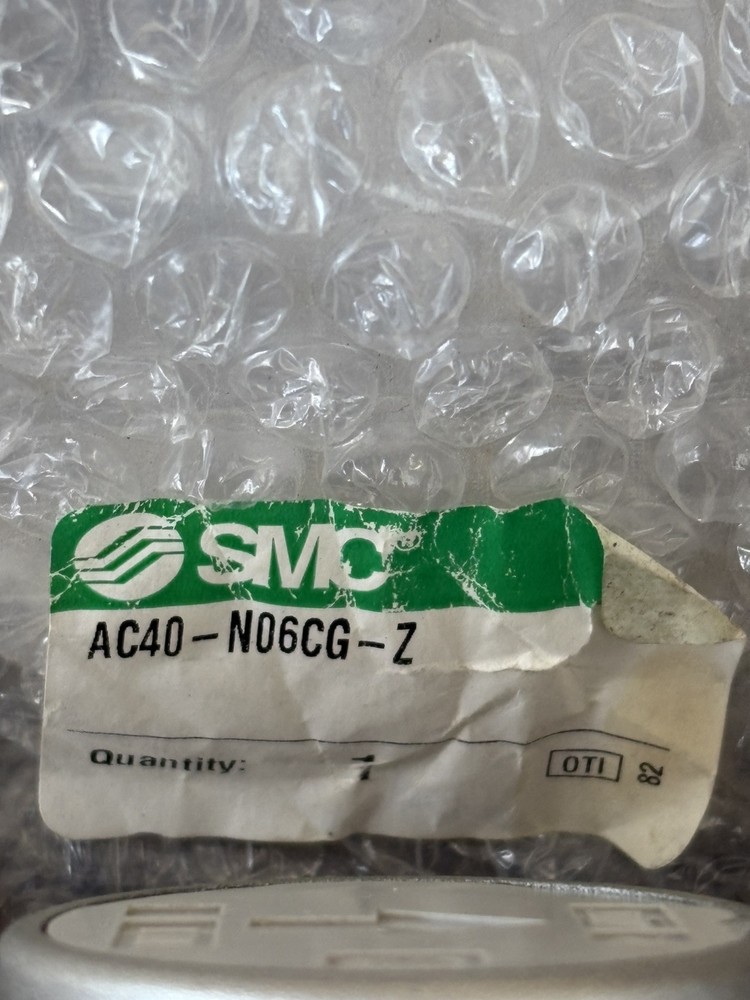 SMC
AC40-N06CG-Z
Quantity: 1 OTI 82